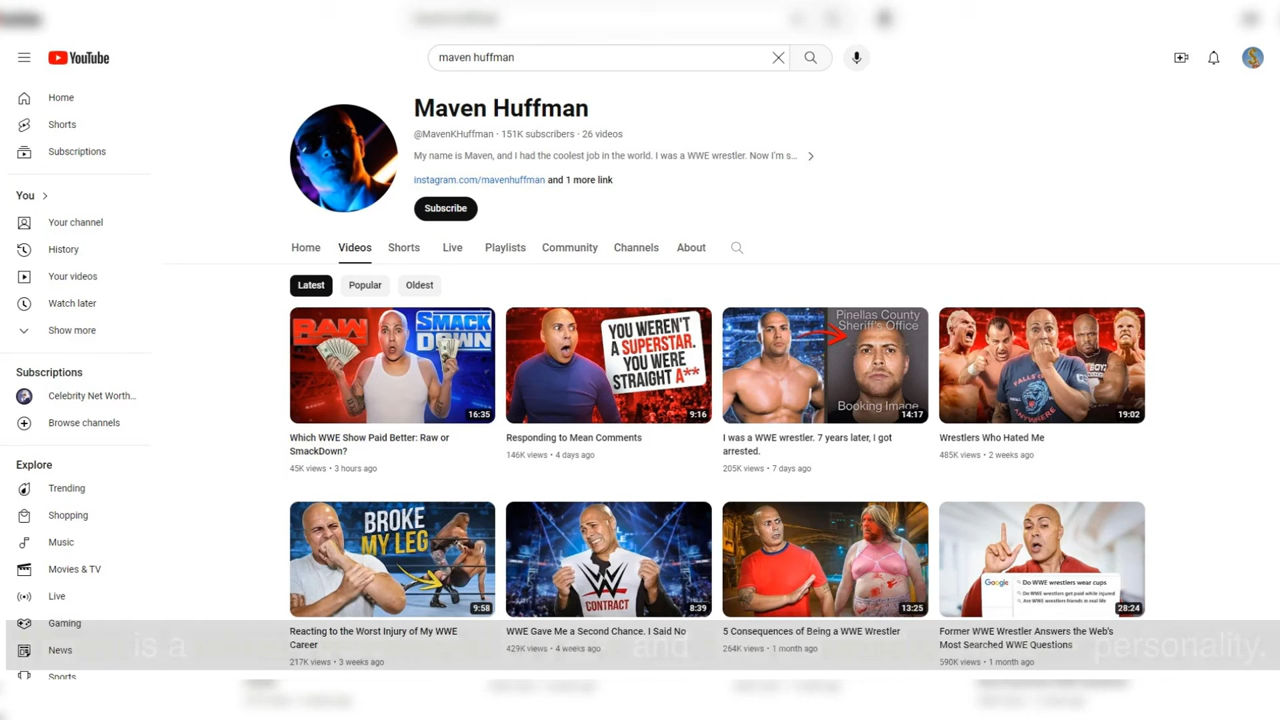 YouTube
maven huffman
Home
Shorts
Subscriptions
You
Your channel
History
Your videos
Watch later
Show more
Subscriptions
Celebrity Net Worth...
Browse channels
Explore
Trending
Shopping
Music
Movies & TV
Live
Gaming
News
Sports
Maven Huffman
@MavenKHuffman · 151K subscribers · 26 videos
My name is Maven, and I had the coolest job in the world. I was a WWE wrestler. Now I'm s...
instagram.com/mavenhuffman and 1 more link
Subscribe
Home Videos Shorts Live Playlists Community Channels About
Latest Popular Oldest
RAW SMACK
DOWN
16:35
Which WWE Show Paid Better: Raw or
SmackDown?
45K views • 3 hours ago
YOU WEREN'T
A SUPERSTAR.
YOU WERE
STRAIGHT A**
9:16
Responding to Mean Comments
146K views • 4 days ago
Pinellas County
Sheriff's Office
Booking Image
14:17
I was a WWE wrestler. 7 years later, I got
arrested.
205K views • 7 days ago
19:02
Wrestlers Who Hated Me
485K views • 2 weeks ago
BROKE
MY LEG
9:58
Reacting to the Worst Injury of My WWE
Career
217K views • 3 weeks ago
CONTRACT
8:39
WWE Gave Me a Second Chance. I Said No
429K views • 4 weeks ago
13:25
5 Consequences of Being a WWE Wrestler
264K views • 1 month ago
Google
Do WWE wrestlers wear cups
Do WWE wrestlers get paid while injured
Are WWE wrestlers friends in real life
28:24
Former WWE Wrestler Answers the Web's
Most Searched WWE Questions
590K views • 1 month ago
is a and personality.